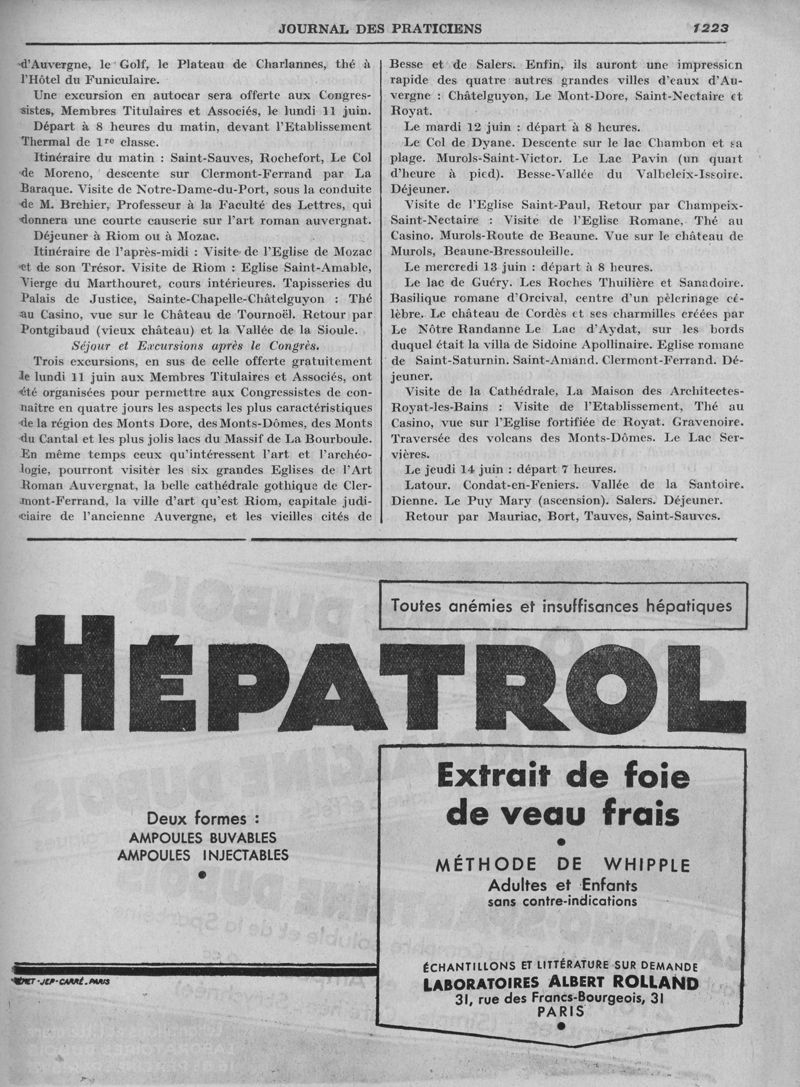 JOURNAL DES PRATICIENS 1223
d'Auvergne, le Golf, le Plateau de Charlannes, thé à
l'Hôtel du Funiculaire.
Une excursion en autocar sera offerte aux Congres-
sistes, Membres Titulaires et Associés, le lundi 11 juin.
Départ à 8 heures du matin, devant l'Etablissement
Thermal de 1re classe.
Itinéraire du matin : Saint-Sauves, Rochefort, Le Col
de Moreno, descente sur Clermont-Ferrand par La
Baraque. Visite de Notre-Dame-du-Port, sous la conduite
de M. Brehier, Professeur à la Faculté des Lettres, qui
donnera une courte causerie sur l'art roman auvergnat.
Déjeuner à Riom ou à Mozac.
Itinéraire de l'après-midi : Visite de l'Eglise de Mozac
et de son Trésor. Visite de Riom : Eglise Saint-Amable,
Vierge du Marthouret, cours intérieures. Tapisseries du
Palais de Justice, Sainte-Chapelle-Châtelguyon : Thé
au Casino, vue sur le Château de Tournoël. Retour par
Pontgibaud (vieux château) et la Vallée de la Sioule.
Séjour et Excursions après le Congrès.
Trois excursions, en sus de celle offerte gratuitement
le lundi 11 juin aux Membres Titulaires et Associés, ont
été organisées pour permettre aux Congressistes de con-
naître en quatre jours les aspects les plus caractéristiques
de la région des Monts Dore, des Monts-Dômes, des Monts
du Cantal et les plus jolis lacs du Massif de La Bourboule.
En même temps ceux qu'intéressent l'art et l'archéo-
logie, pourront visiter les six grandes Eglises de l'Art
Roman Auvergnat, la belle cathédrale gothique de Cler-
mont-Ferrand, la ville d'art qu'est Riom, capitale judi-
ciaire de l'ancienne Auvergne, et les vieilles cités de
Besse et de Salers. Enfin, ils auront une impression
rapide des quatre autres grandes villes d'eaux d'Au-
vergne : Châtelguyon, Le Mont-Dore, Saint-Nectaire et
Royat.
Le mardi 12 juin : départ à 8 heures.
Le Col de Dyane. Descente sur le lac Chambon et sa
plage. Murols-Saint-Victor. Le Lac Pavin (un quart
d'heure à pied). Besse-Vallée du Valbeleix-Issoire.
Déjeuner.
Visite de l'Eglise Saint-Paul, Retour par Champeix-
Saint-Nectaire : Visite de l'Eglise Romane, Thé au
Casino. Murols-Route de Beaune. Vue sur le château de
Murols, Beaune-Bressouleille.
Le mercredi 13 juin : départ à 8 heures.
Le lac de Guéry. Les Roches Thuilière et Sanadoire.
Basilique romane d'Orcival, centre d'un pèlerinage cé-
lèbre. Le château de Cordès et ses charmilles créées par
Le Nôtre Randanne Le Lac d'Aydat, sur les bords
duquel était la villa de Sidoine Apollinaire. Eglise romane
de Saint-Saturnin. Saint-Amand. Clermont-Ferrand. Dé-
jeuner.
Visite de la Cathédrale, La Maison des Architectes-
Royat-les-Bains : Visite de l'Etablissement, Thé au
Casino, vue sur l'Eglise fortifiée de Royat. Gravenoire.
Traversée des volcans des Monts-Dômes. Le Lac Ser-
vières.
Le jeudi 14 juin : départ 7 heures.
Latour. Condat-en-Feniers. Vallée de la Santoire.
Dienne. Le Puy Mary (ascension). Salers. Déjeuner.
Retour par Mauriac, Bort, Tauves, Saint-Sauves.
Toutes anémies et insuffisances hépatiques
HÉPATROL
Extrait de foie
de veau frais
Deux formes :
AMPOULES BUVABLES
AMPOULES INJECTABLES
MÉTHODE DE WHIPPLE
Adultes et Enfants
sans contre-indications
ÉCHANTILLONS ET LITTÉRATURE SUR DEMANDE
LABORATOIRES ALBERT ROLLAND
31, rue des Francs-Bourgeois, 31
PARIS
JEP-CARRÉ.PARIS